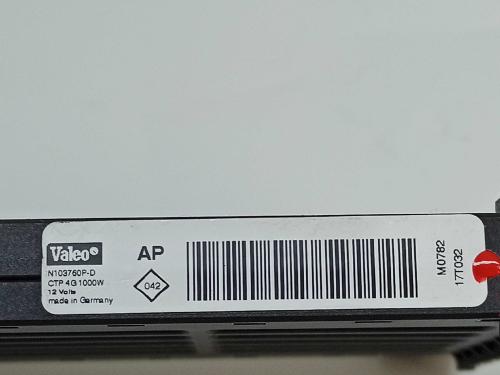 Valeo
N103760P-D
CTP 4G 1000W
12 Volts
made in Germany
AP
042
M0782
17T032